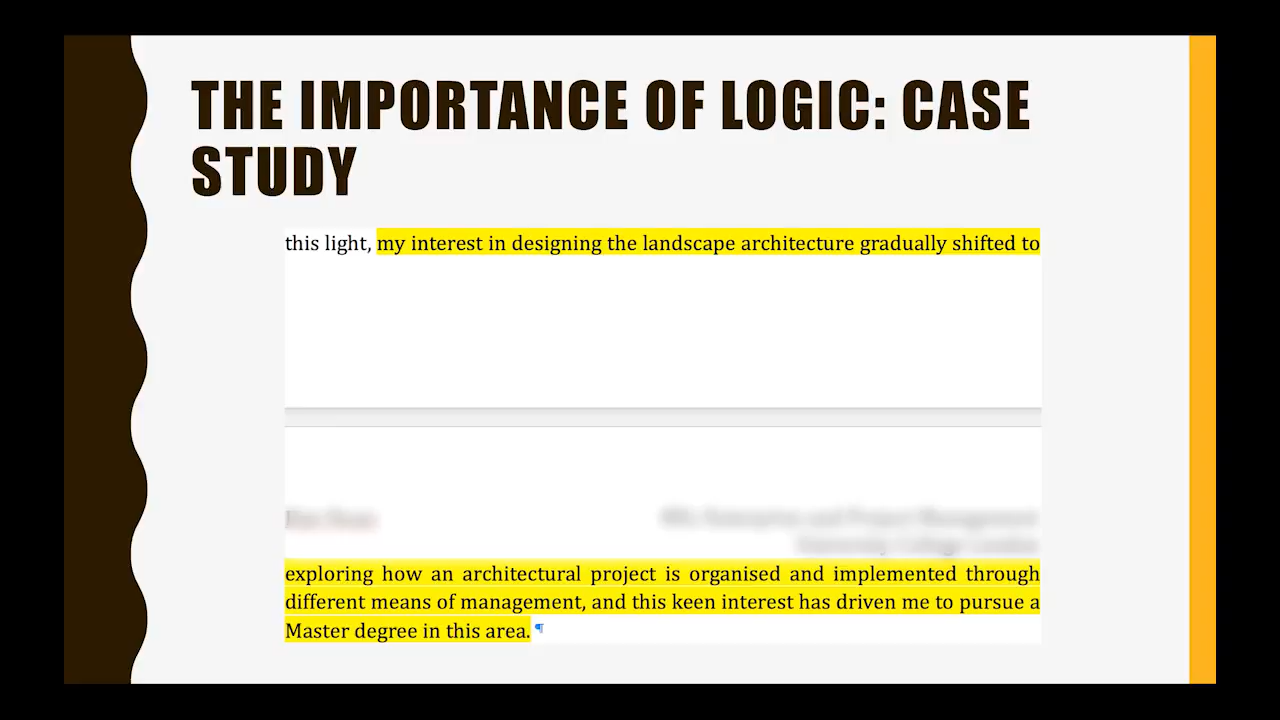 THE IMPORTANCE OF LOGIC: CASE
STUDY
this light, my interest in designing the landscape architecture gradually shifted to
exploring how an architectural project is organised and implemented through
different means of management, and this keen interest has driven me to pursue a
Master degree in this area. ¶